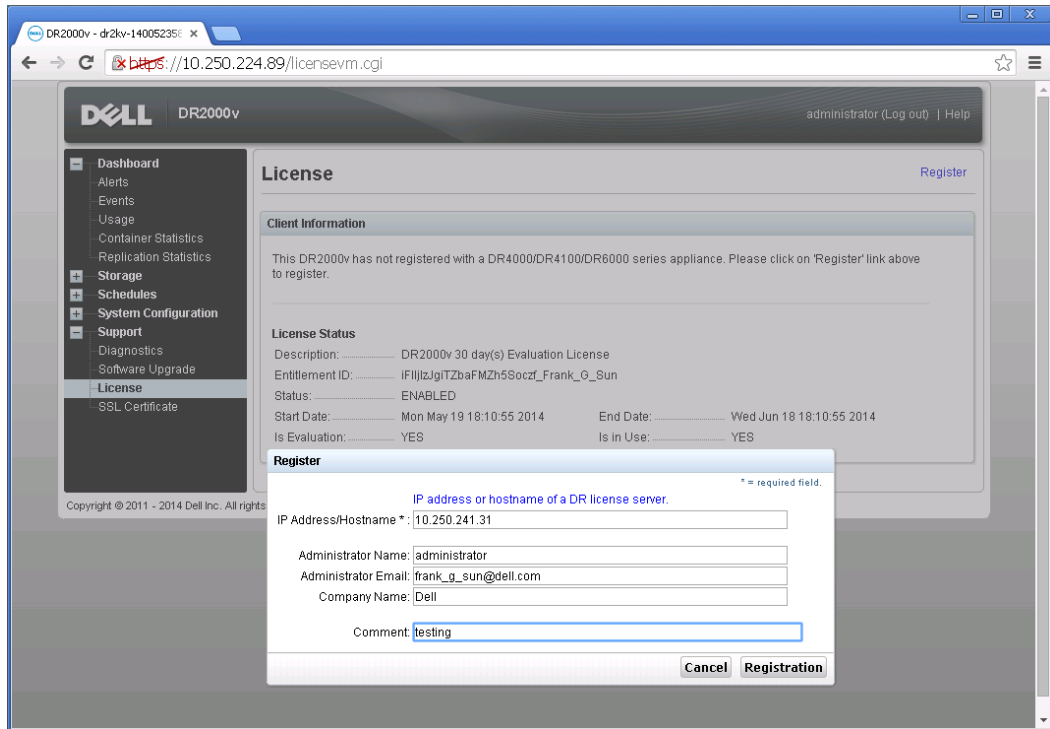 DR2000v - dr2kv-14005235
https://10.250.224.89/licensevm.cgi
DELL DR2000v
administrator (Log out) | Help
Dashboard
Alerts
Events
Usage
Container Statistics
Replication Statistics
Storage
Schedules
System Configuration
Support
Diagnostics
Software Upgrade
License
SSL Certificate
License
Register
Client Information
This DR2000v has not registered with a DR4000/DR4100/DR6000 series appliance. Please click on 'Register' link above
to register.
License Status
Description: DR2000v 30 day(s) Evaluation License
Entitlement ID:
Status: ENABLED
Start Date: Mon May 19 18:10:55 2014 End Date: Wed Jun 18 18:10:55 2014
Is Evaluation: YES Is in Use: YES
Copyright © 2011 - 2014 Dell Inc. All rights
Register
* = required field.
IP address or hostname of a DR license server.
IP Address/Hostname * : 10.250.241.31
Administrator Name: administrator
Administrator Email: frank_g_sun@dell.com
Company Name: Dell
Comment: testing
Cancel Registration